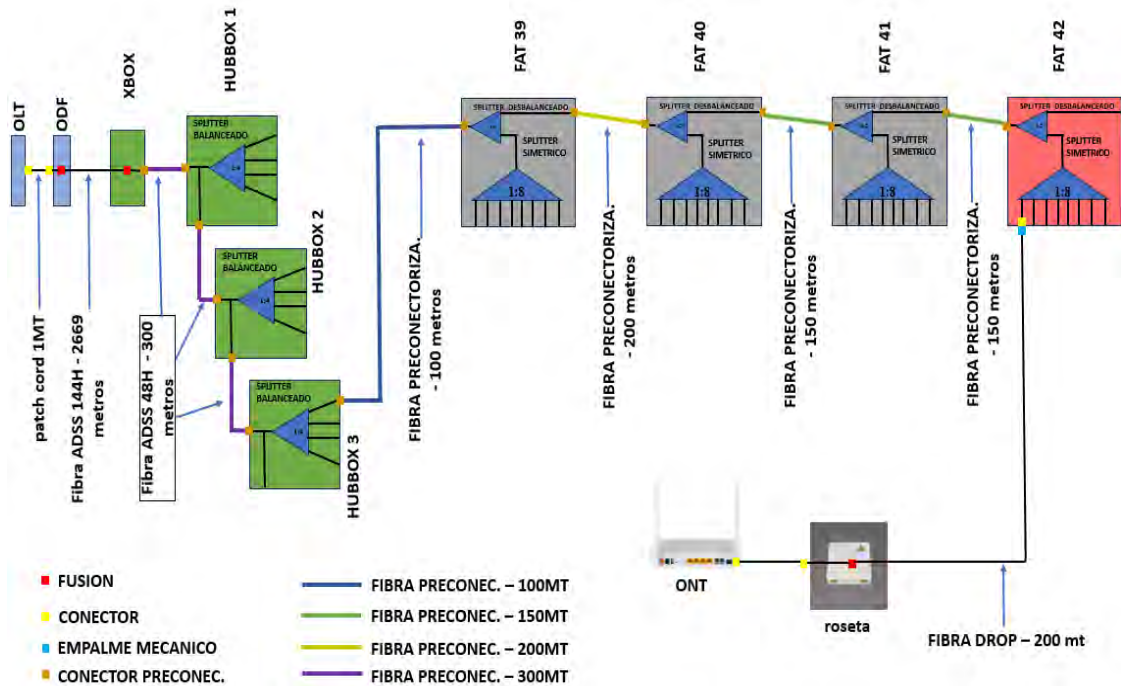 OLT
ODF
XBOX
HUBBOX 1
FAT 39
FAT 40
FAT 41
FAT 42
SPLITTER
BALANCEADO
1:4
SPLITTER DESBALANCEADO
SPLITTER
SIMETRICO
1:8
SPLITTER DESBALANCEADO
SPLITTER
SIMETRICO
1:8
SPLITTER DESBALANCEADO
SPLITTER
SIMETRICO
1:8
SPLITTER DESBALANCEADO
SPLITTER
SIMETRICO
1:8
SPLITTER
BALANCEADO
1:4
HUBBOX 2
SPLITTER
BALANCEADO
1:4
HUBBOX 3
patch cord 1MT
Fibra ADSS 144H - 2669
metros
Fibra ADSS 48H - 300
metros
FIBRA PRECONECTORIZA.
- 100 metros
FIBRA PRECONECTORIZA.
- 200 metros
FIBRA PRECONECTORIZA.
- 150 metros
FIBRA PRECONECTORIZA.
- 150 metros
ONT
roseta
FIBRA DROP – 200 mt
FUSION
CONECTOR
EMPALME MECANICO
CONECTOR PRECONEC.
FIBRA PRECONEC. – 100MT
FIBRA PRECONEC. – 150MT
FIBRA PRECONEC. – 200MT
FIBRA PRECONEC. – 300MT